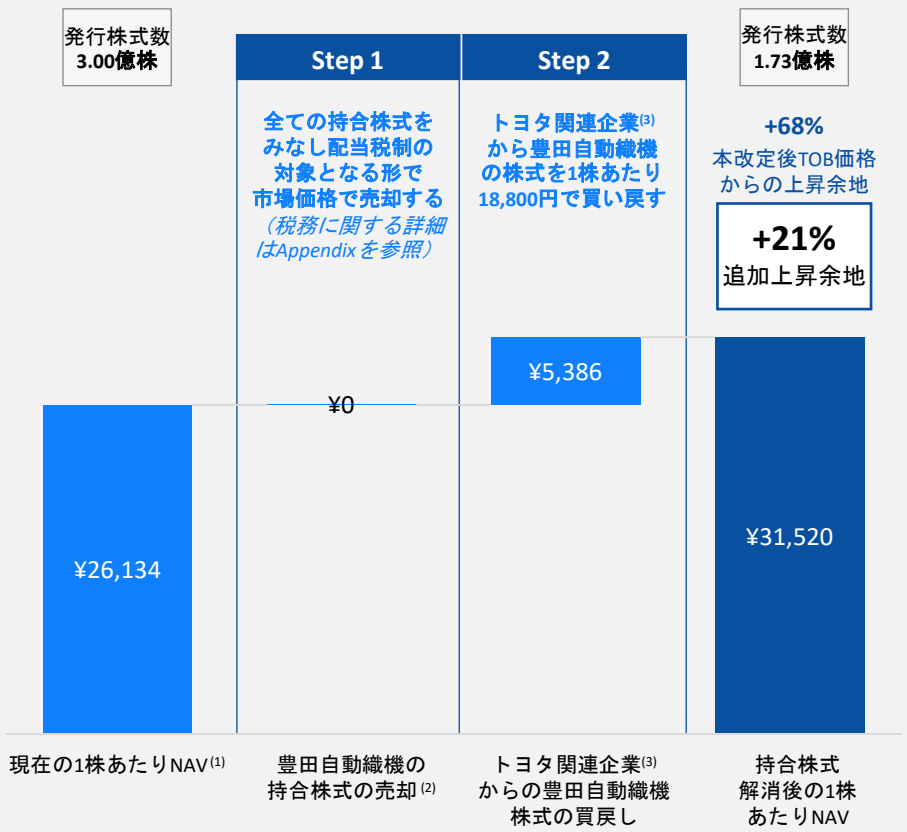 発行株式数
3.00億株
Step 1
Step 2
発行株式数
1.73億株
全ての持合株式を
みなし配当税制の
対象となる形で
市場価格で売却する
（税務に関する詳細
はAppendixを参照）
トヨタ関連企業(3)
から豊田自動織機
の株式を1株あたり
18,800円で買い戻す
+68%
本改定後TOB価格
からの上昇余地
+21%
追加上昇余地
¥26,134
¥0
¥5,386
¥31,520
現在の1株あたりNAV(1)
豊田自動織機の
持合株式の売却(2)
トヨタ関連企業(3)
からの豊田自動織機
株式の買戻し
持合株式
解消後の1株
あたりNAV